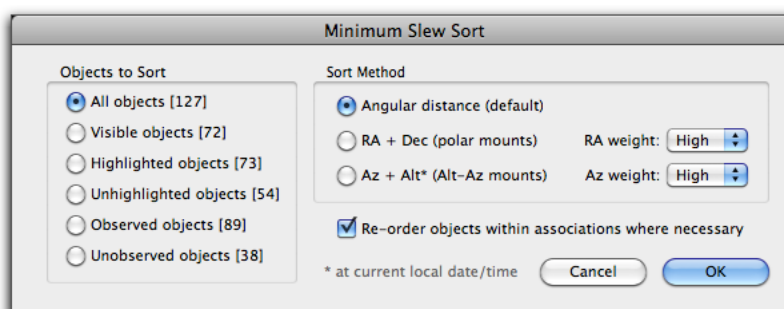 Minimum Slew Sort
Objects to Sort
All objects [127]
Visible objects [72]
Highlighted objects [73]
Unhighlighted objects [54]
Observed objects [89]
Unobserved objects [38]
Sort Method
Angular distance (default)
RA + Dec (polar mounts) RA weight: High
Az + Alt* (Alt-Az mounts) Az weight: High
Re-order objects within associations where necessary
* at current local date/time Cancel OK